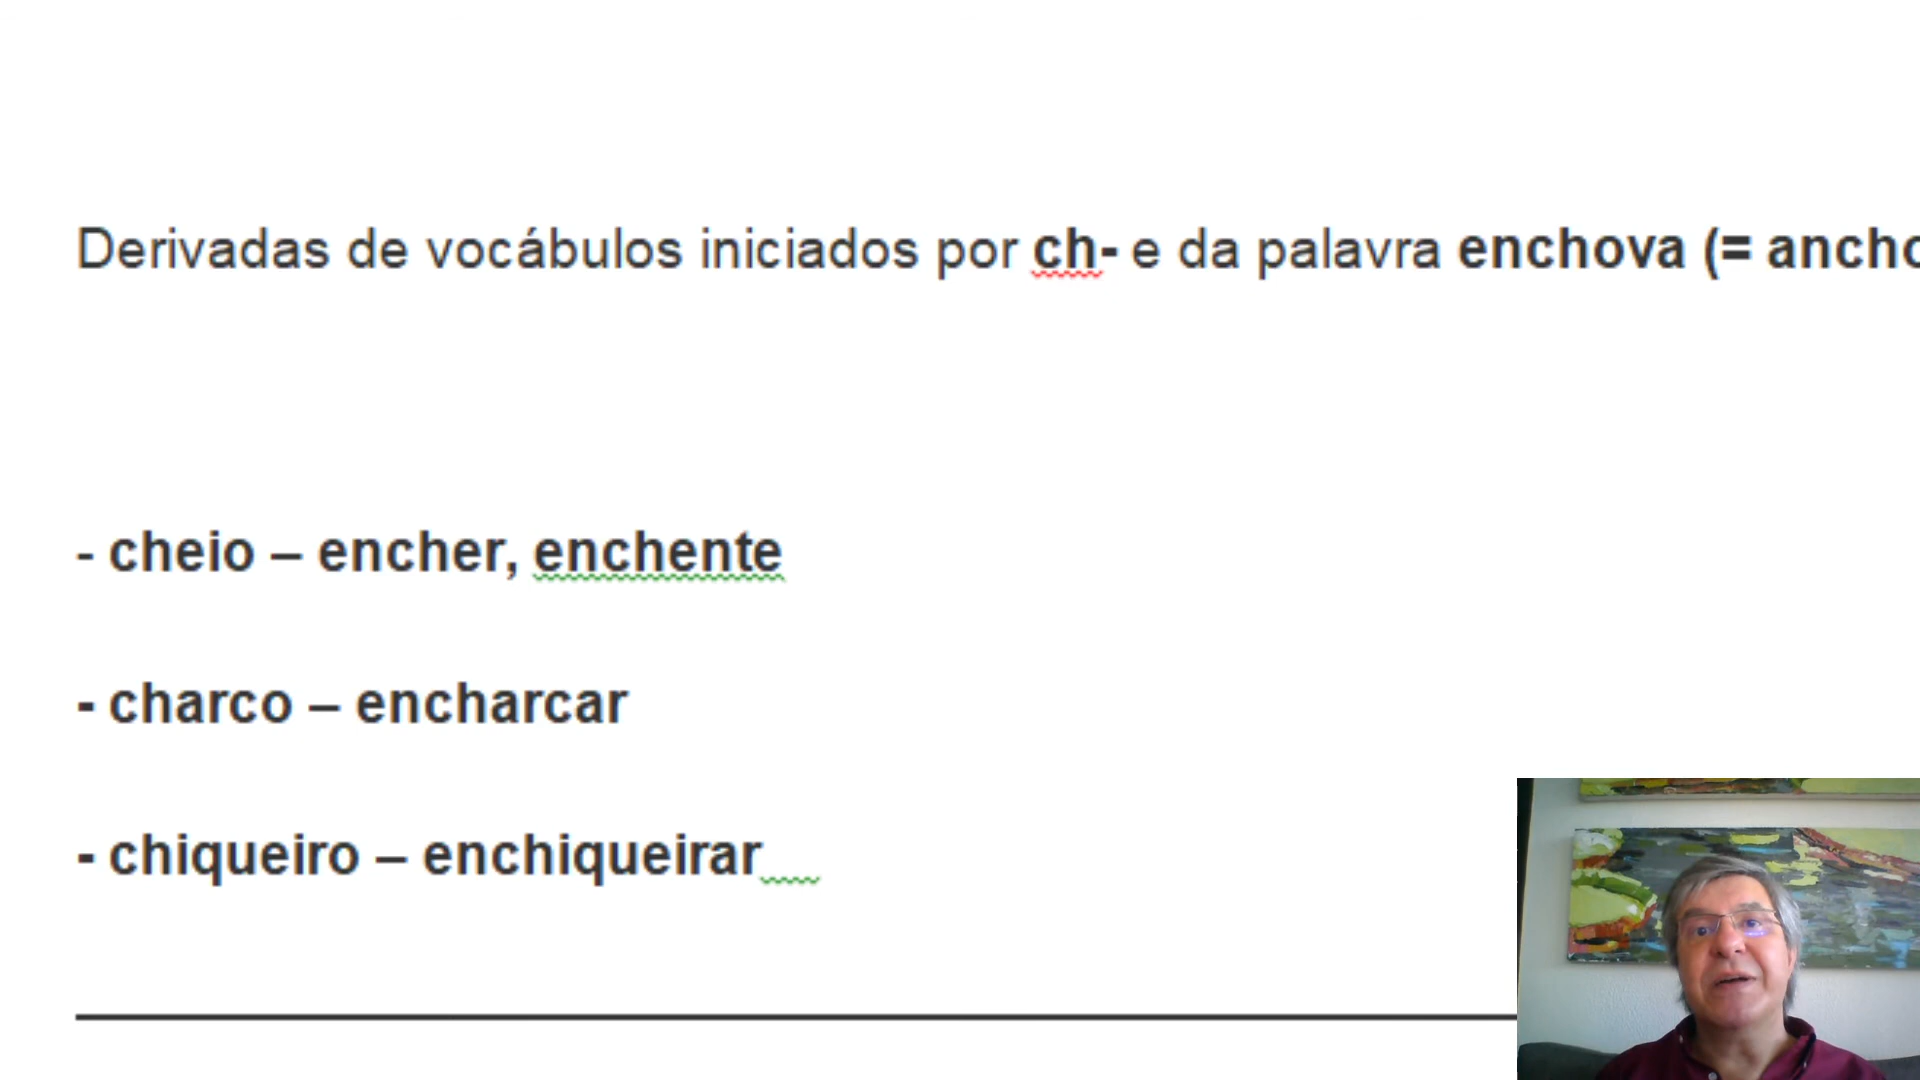 Derivadas de vocábulos iniciados por ch- e da palavra enchova (= ancho
- cheio – encher, enchente
- charco – encharcar
- chiqueiro – enchiqueirar